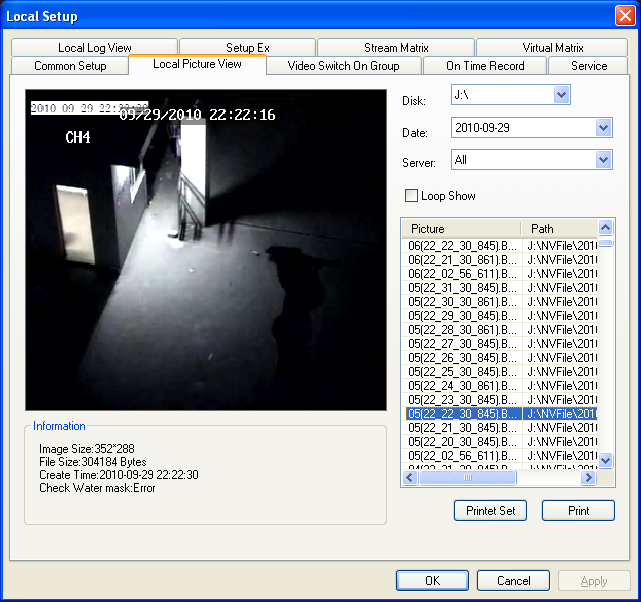 Local Setup
Local Log View
Setup Ex
Stream Matrix
Virtual Matrix
Common Setup
Local Picture View
Video Switch On Group
On Time Record
Service
2010-09-29 22:22:26
09/29/2010 22:22:16
CH4
Disk:
J:\
Date:
2010-09-29
Server:
All
Loop Show
Picture
Path
06(22_22_30_845).B... J:\NVFile\2010
06(22_21_30_861).B... J:\NVFile\2010
06(22_02_56_611).B... J:\NVFile\2010
05(22_31_30_845).B... J:\NVFile\2010
05(22_30_30_861).B... J:\NVFile\2010
05(22_29_30_845).B... J:\NVFile\2010
05(22_28_30_861).B... J:\NVFile\2010
05(22_27_30_845).B... J:\NVFile\2010
05(22_26_30_845).B... J:\NVFile\2010
05(22_25_30_845).B... J:\NVFile\2010
05(22_24_30_861).B... J:\NVFile\2010
05(22_23_30_845).B... J:\NVFile\2010
05(22_22_30_845).B... J:\NVFile\2010
05(22_21_30_845).B... J:\NVFile\2010
05(22_20_30_845).B... J:\NVFile\2010
05(22_02_56_611).B... J:\NVFile\2010
Information
Image Size:352*288
File Size:304184 Bytes
Create Time:2010-09-29 22:22:30
Check Water mask:Error
Printet Set
Print
OK
Cancel
Apply